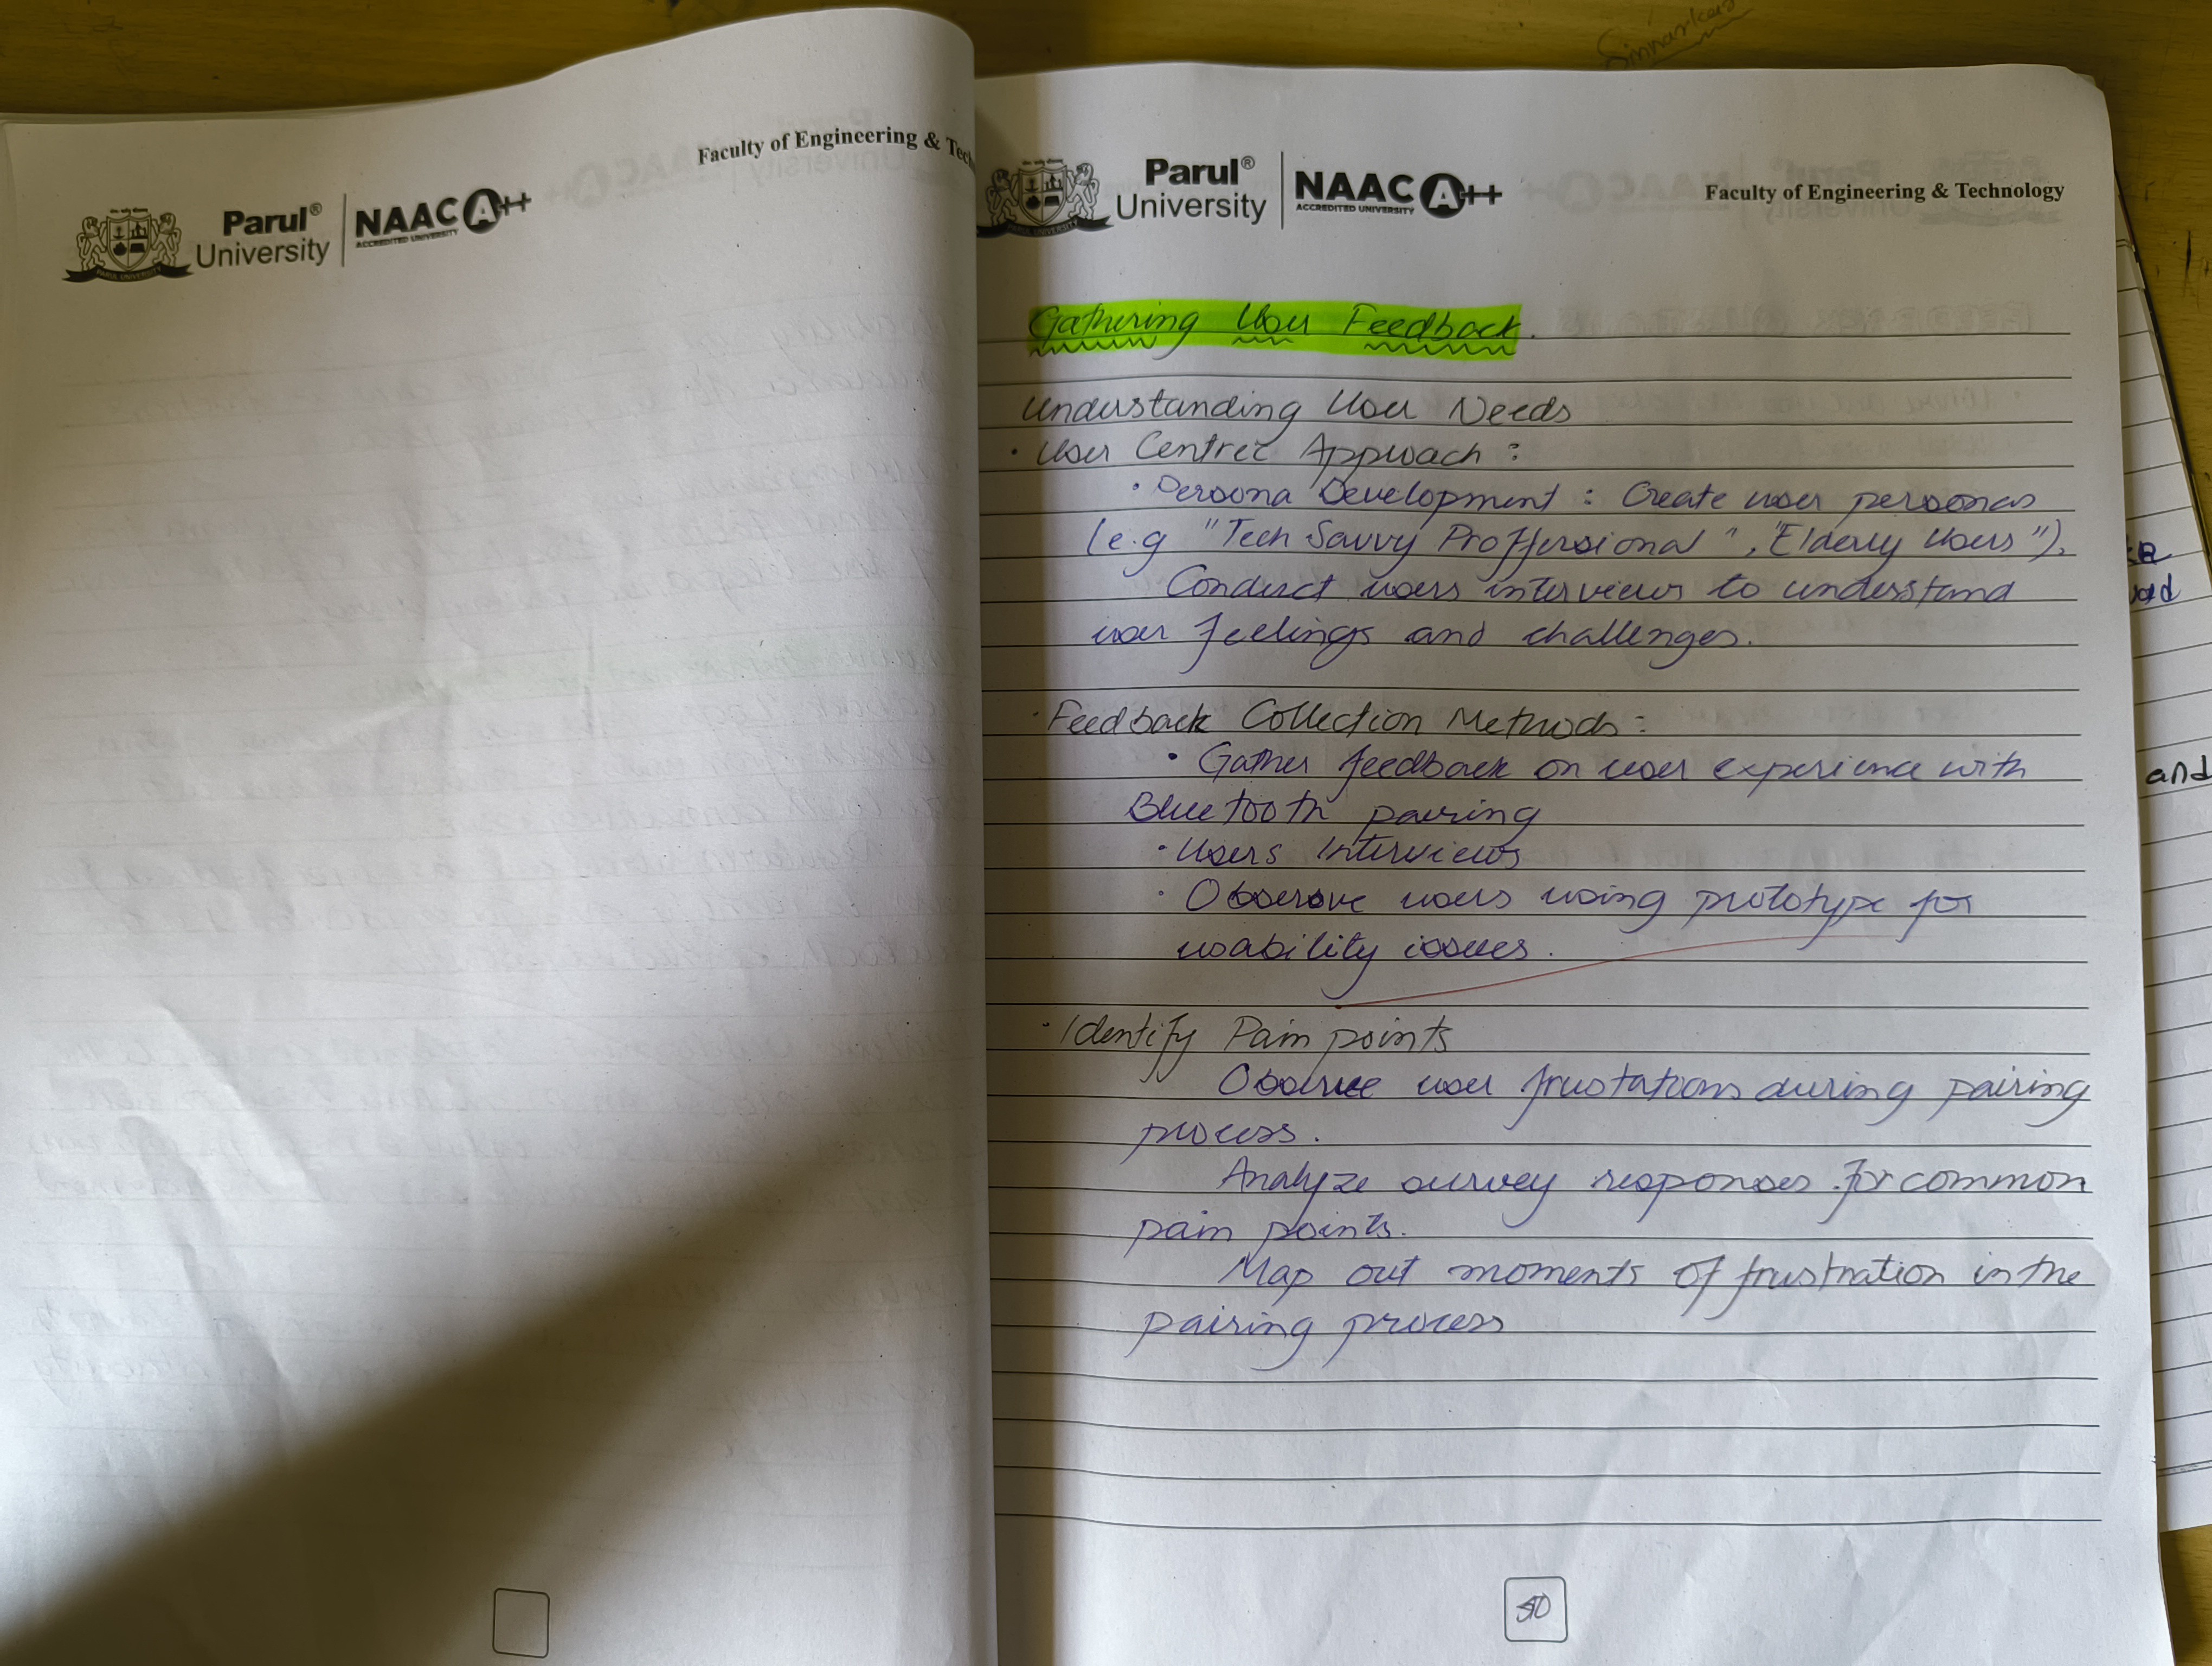 Faculty of Engineering & Tech
Parul®
University
NAAC A++
ACCREDITED UNIVERSITY
PARUL UNIVERSITY
Parul®
University
NAAC A++
ACCREDITED UNIVERSITY
Faculty of Engineering & Technology
Gathering User Feedback.
Understanding User Needs
· User Centric Approach :
· Persona Development : Create user personas
(e.g "Tech Savvy Proffersional", "Elderly Users").
Conduct users interviews to understand
user feelings and challenges.
· Feedback Collection Methods :
· Gather feedback on user experience with
Bluetooth pairing
· Users Interviews
· Observe users using prototype for
usability issues.
· Identify Pain points
Observe user frustations during pairing
process.
Analyze survey responses for common
pain points.
Map out moments of frustration in the
pairing process
and